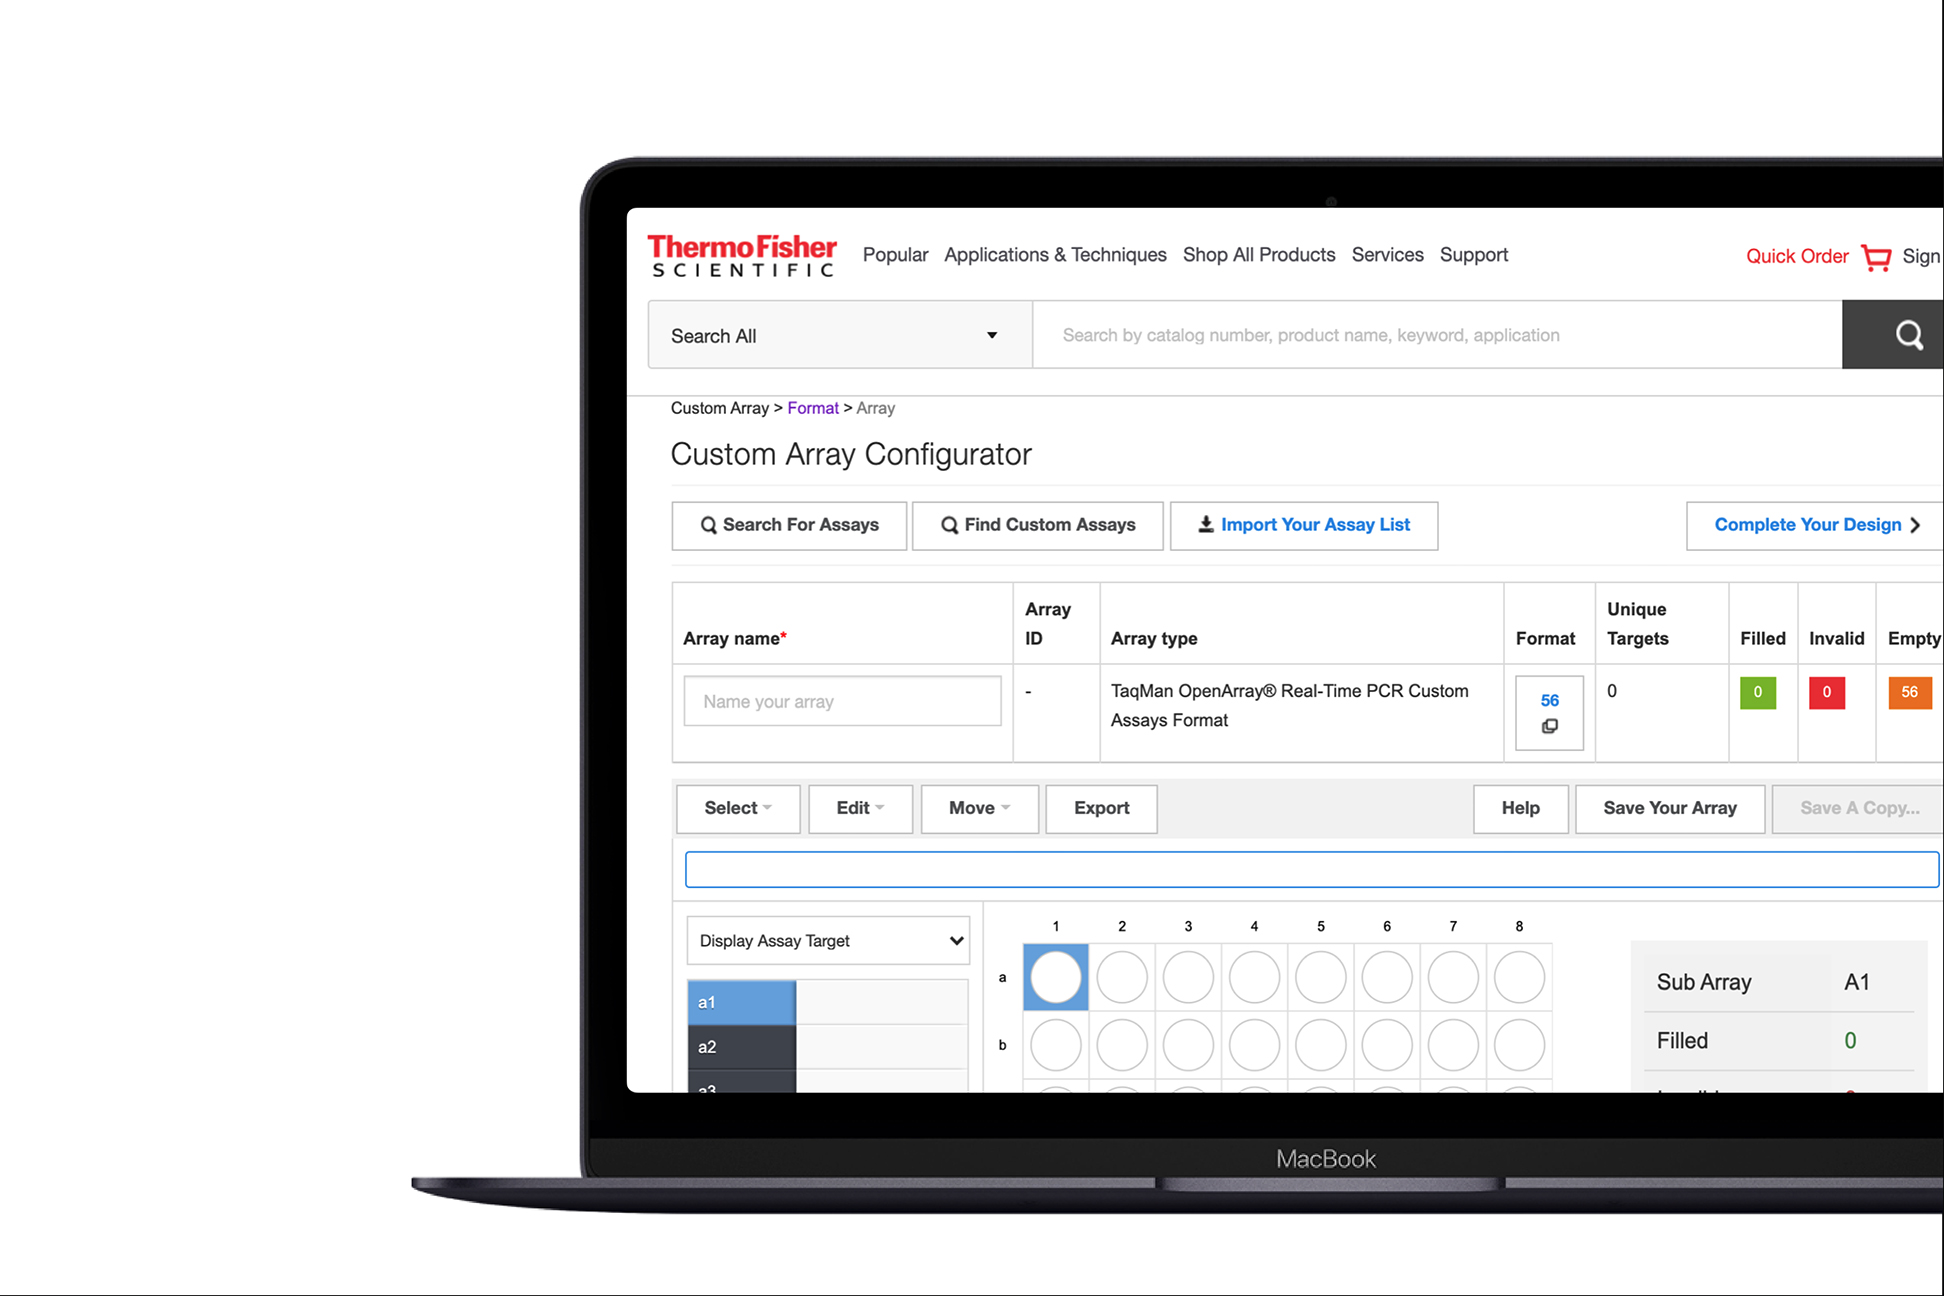 ThermoFisher
SCIENTIFIC
Popular Applications & Techniques Shop All Products Services Support
Quick Order Sign
Search All
Search by catalog number, product name, keyword, application
Custom Array > Format > Array
Custom Array Configurator
Search For Assays Find Custom Assays Import Your Assay List Complete Your Design
Array name* Array ID Array type Format Unique Targets Filled Invalid Empty
Name your array - TaqMan OpenArray® Real-Time PCR Custom 56 0 0 0 56
Assays Format
Select Edit Move Export Help Save Your Array Save A Copy...
Display Assay Target
1 2 3 4 5 6 7 8
a
b
a1
a2
a3
Sub Array A1
Filled 0
MacBook